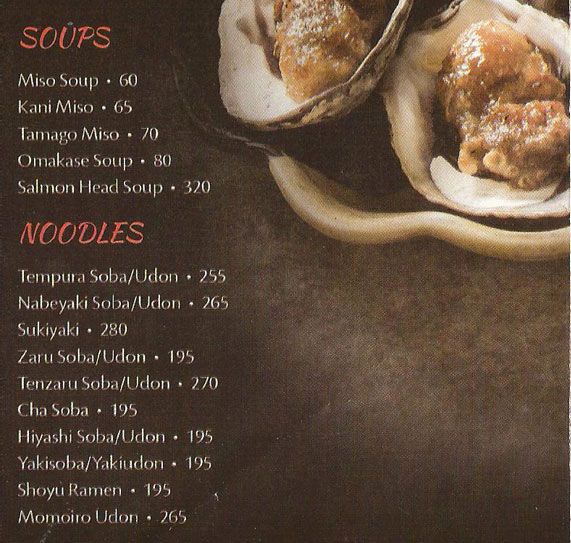 SOUPS
Miso Soup • 60
Kani Miso • 65
Tamago Miso • 70
Omakase Soup • 80
Salmon Head Soup • 320
NOODLES
Tempura Soba/Udon • 255
Nabeyaki Soba/Udon • 265
Sukiyaki • 280
Zaru Soba/Udon • 195
Tenzaru Soba/Udon • 270
Cha Soba • 195
Hiyashi Soba/Udon • 195
Yakisoba/Yakiudon • 195
Shoyu Ramen • 195
Momoiro Udon • 265